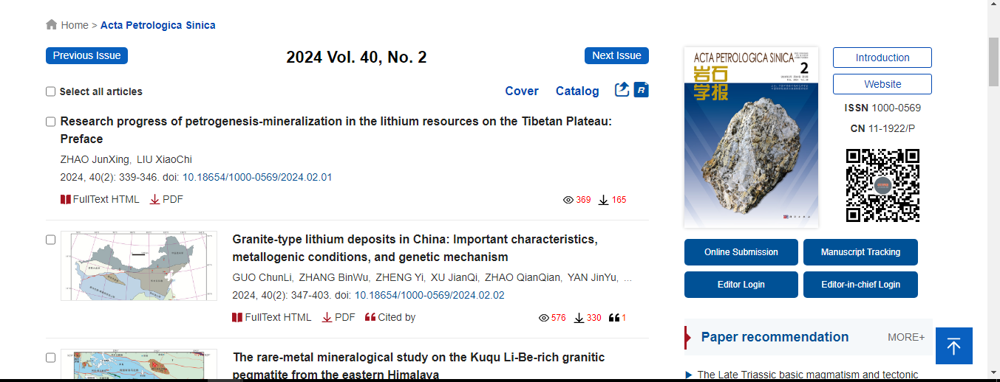 Home > Acta Petrologica Sinica
Previous Issue
2024 Vol. 40, No. 2
Next Issue
Select all articles
Cover
Catalog
R
Research progress of petrogenesis-mineralization in the lithium resources on the Tibetan Plateau:
Preface
ZHAO JunXing, LIU XiaoChi
2024, 40(2): 339-346. doi: 10.18654/1000-0569/2024.02.01
FullText HTML
PDF
369
165
Granite-type lithium deposits in China: Important characteristics,
metallogenic conditions, and genetic mechanism
GUO ChunLi, ZHANG BinWu, ZHENG Yi, XU JianQi, ZHAO QianQian, YAN JinYu, ...
2024, 40(2): 347-403. doi: 10.18654/1000-0569/2024.02.02
FullText HTML
PDF
Cited by
576
330
1
The rare-metal mineralogical study on the Kuqu Li-Be-rich granitic
pegmatite from the eastern Himalaya
ACTA PETROLOGICA SINICA
2
岩石
学报
Introduction
Website
ISSN 1000-0569
CN 11-1922/P
Online Submission
Manuscript Tracking
Editor Login
Editor-in-chief Login
Paper recommendation
MORE+
The Late Triassic basic magmatism and tectonic